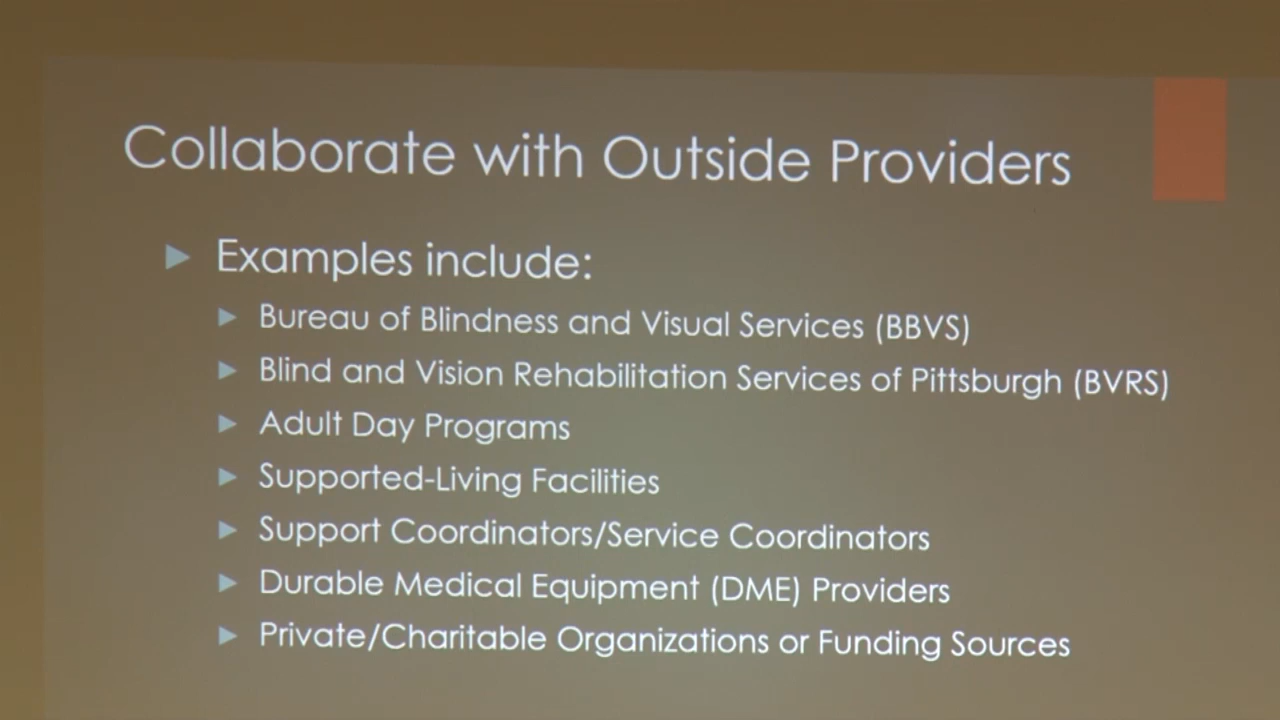 Collaborate with Outside Providers
Examples include:
Bureau of Blindness and Visual Services (BBVS)
Blind and Vision Rehabilitation Services of Pittsburgh (BVRS)
Adult Day Programs
Supported-Living Facilities
Support Coordinators/Service Coordinators
Durable Medical Equipment (DME) Providers
Private/Charitable Organizations or Funding Sources